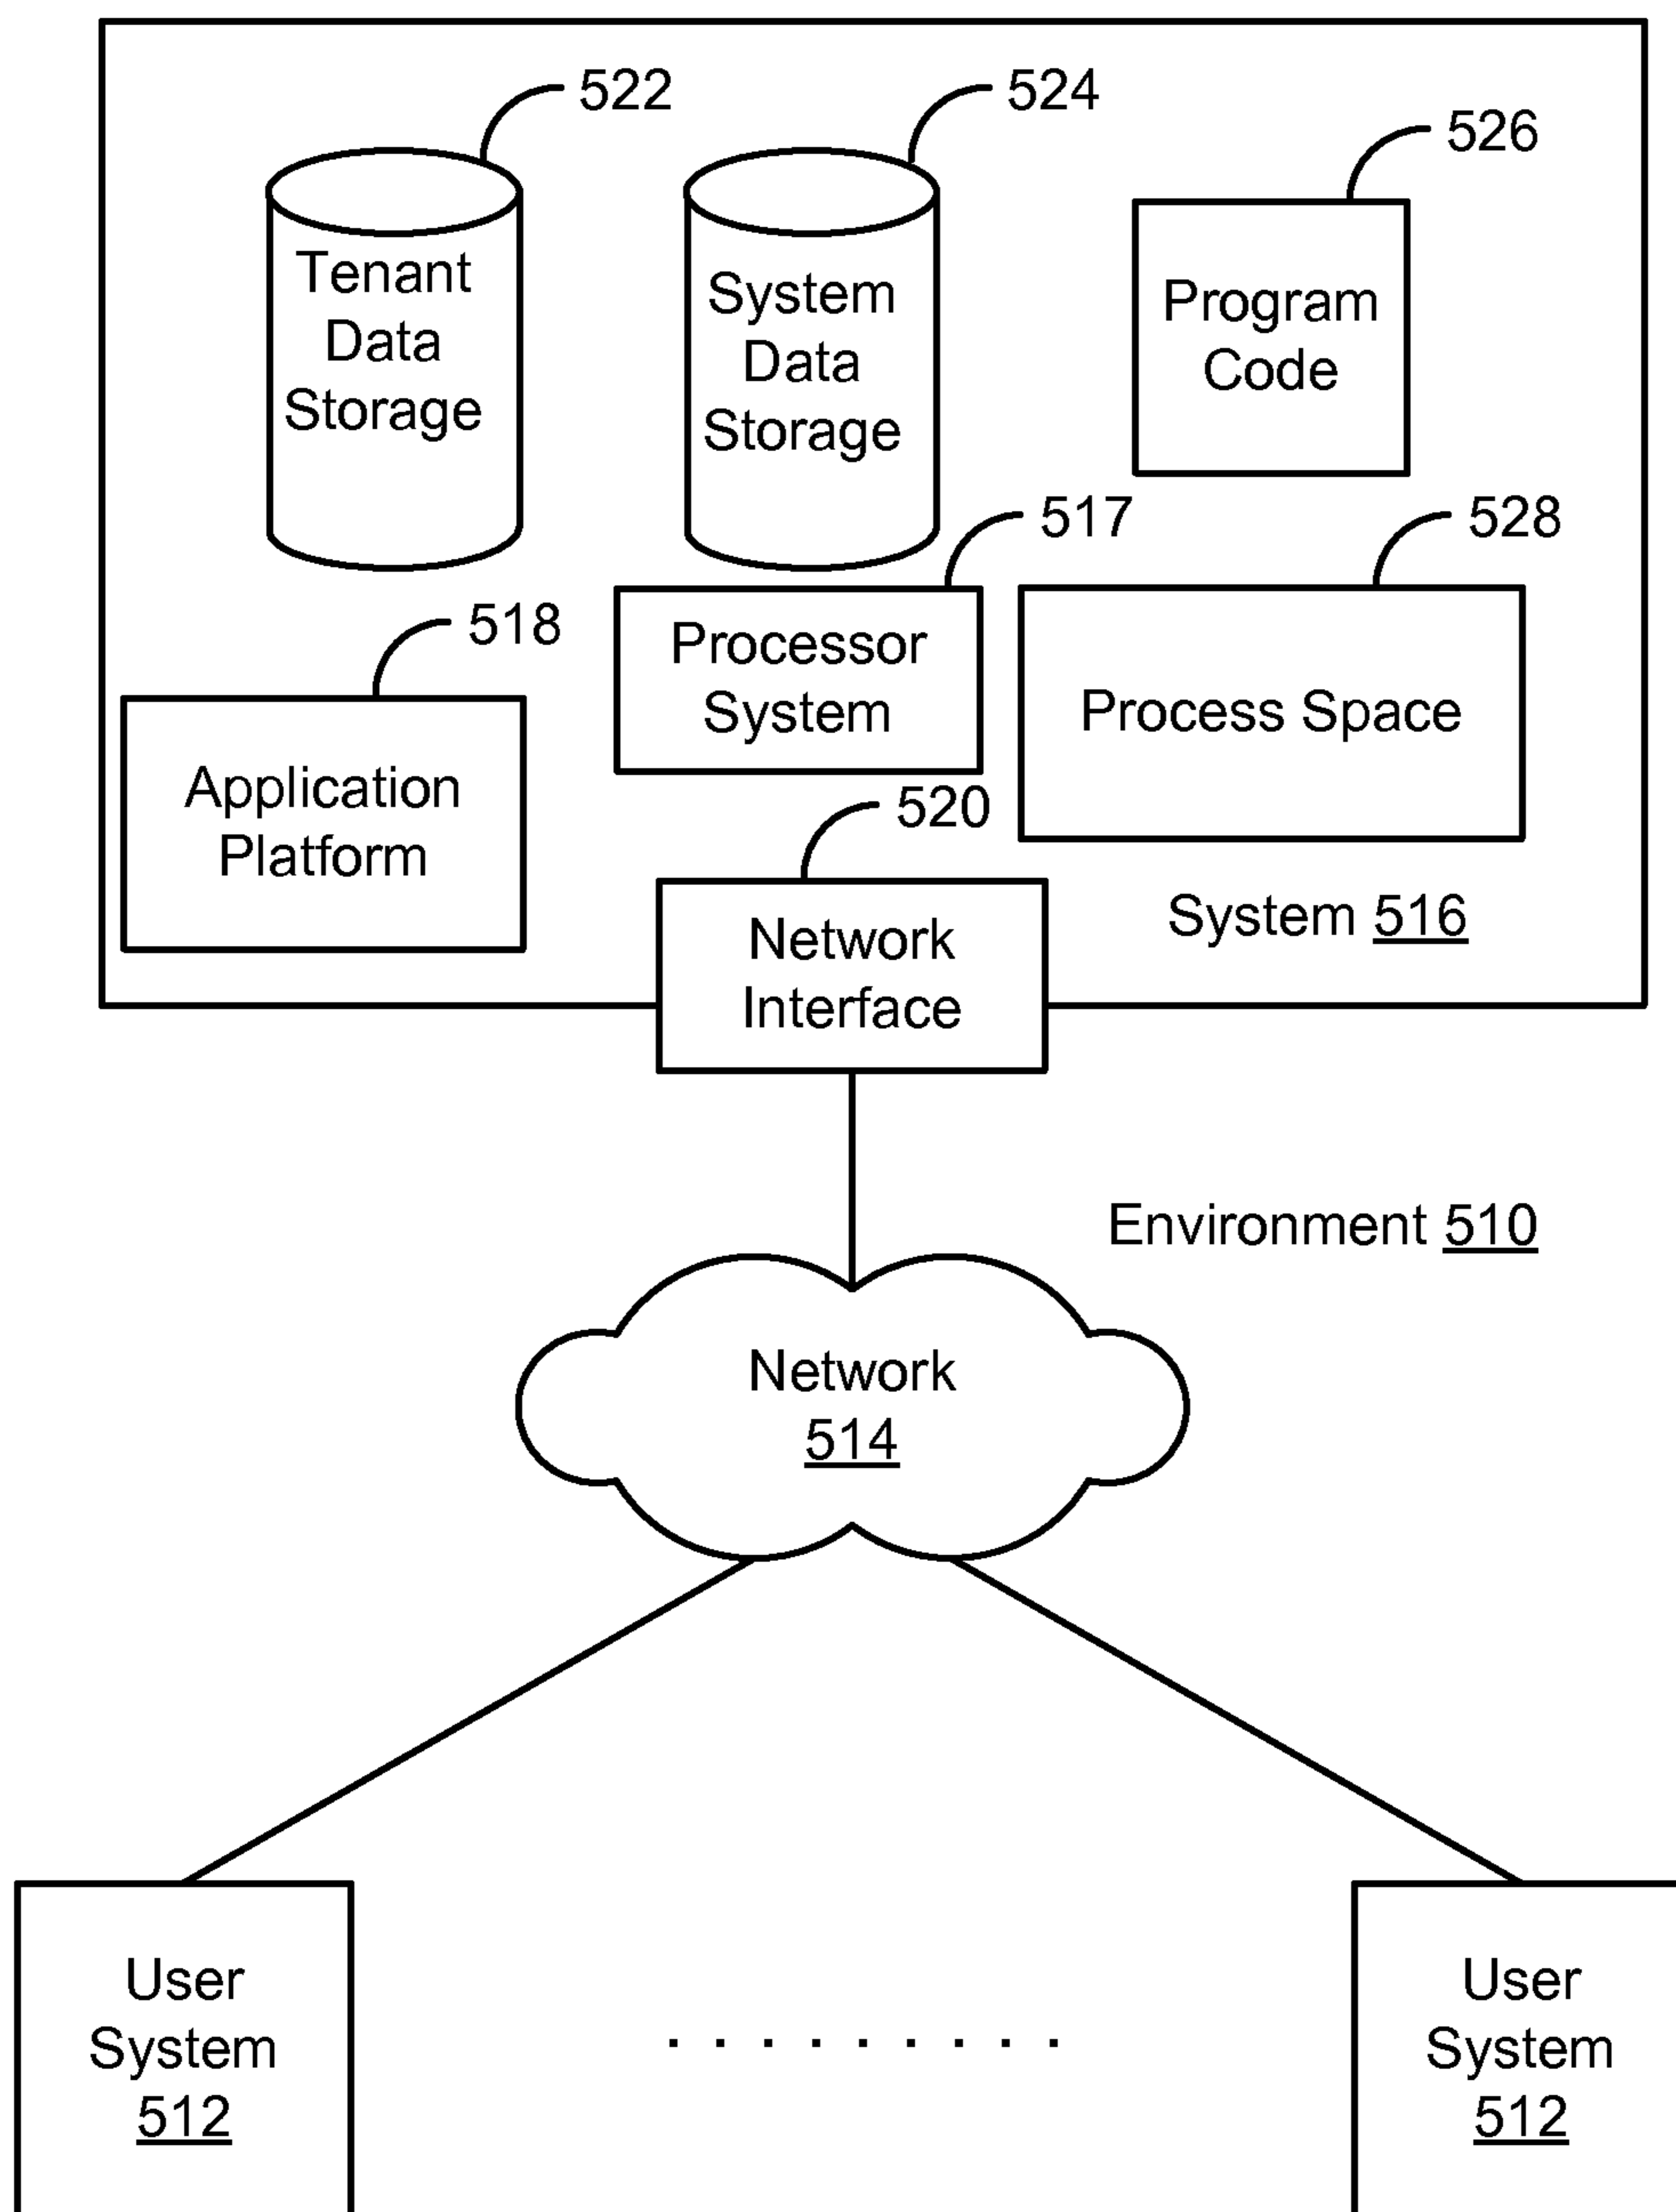 522
524
526
Tenant
Data
Storage
System
Data
Storage
Program
Code
517
528
518
Processor
System
Process Space
Application
Platform
520
Network
Interface
System 516
Environment 510
Network
514
User
System
512
. . . . . . . . .
User
System
512